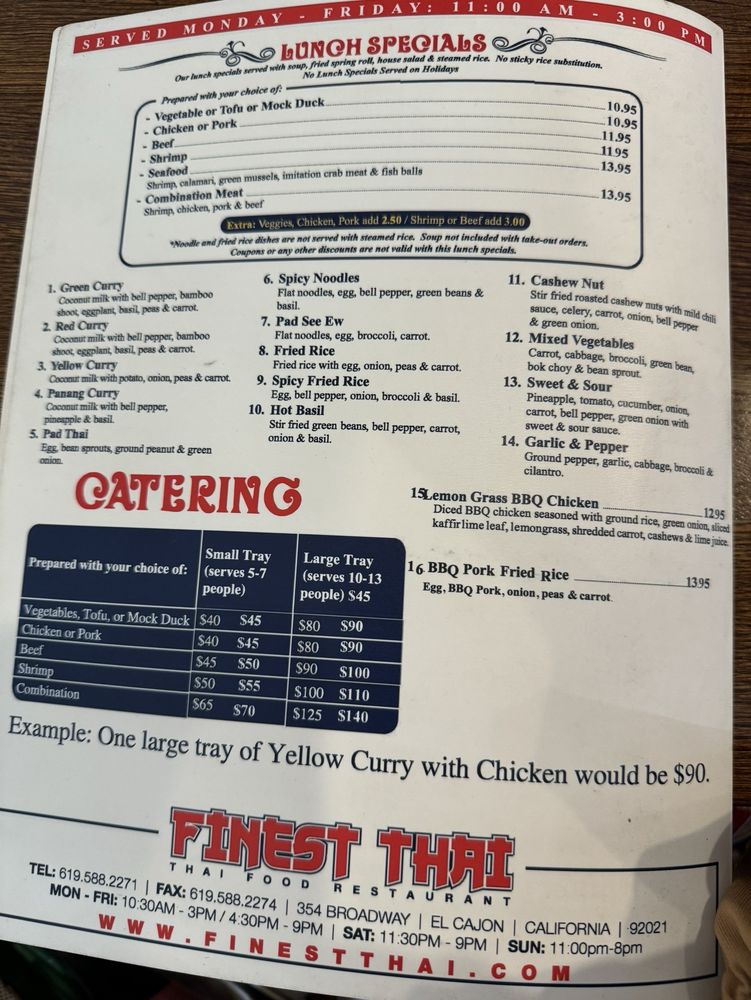 SERVED MONDAY - FRIDAY: 11:00 AM - 3:00 PM
LUNCH SPECIALS
Our lunch specials served with soup, fried spring roll, house salad & steamed rice. No sticky rice substitution.
No Lunch Specials Served on Holidays
Prepared with your choice of:
- Vegetable or Tofu or Mock Duck 10.95
- Chicken or Pork 10.95
- Beef 11.95
- Shrimp 11.95
- Seafood 13.95
Shrimp, calamari, green mussels, imitation crab meat & fish balls
- Combination Meat 13.95
Shrimp, chicken, pork & beef
Extra: Veggies, Chicken, Pork add 2.50 / Shrimp or Beef add 3.00
*Noodle and fried rice dishes are not served with steamed rice. Soup not included with take-out orders.
Coupons or any other discounts are not valid with this lunch specials.
1. Green Curry
Coconut milk with bell pepper, bamboo
shoot, eggplant, basil, peas & carrot.
2. Red Curry
Coconut milk with bell pepper, bamboo
shoot, eggplant, basil, peas & carrot.
3. Yellow Curry
Coconut milk with potato, onion, peas & carrot.
4. Panang Curry
Coconut milk with bell pepper,
pineapple & basil.
5. Pad Thai
Egg, bean sprouts, ground peanut & green
onion.
6. Spicy Noodles
Flat noodles, egg, bell pepper, green beans &
basil.
7. Pad See Ew
Flat noodles, egg, broccoli, carrot.
8. Fried Rice
Fried rice with egg, onion, peas & carrot.
9. Spicy Fried Rice
Egg, bell pepper, onion, broccoli & basil.
10. Hot Basil
Stir fried green beans, bell pepper, carrot,
onion & basil.
11. Cashew Nut
Stir fried roasted cashew nuts with mild chili
sauce, celery, carrot, onion, bell pepper
& green onion.
12. Mixed Vegetables
Carrot, cabbage, broccoli, green bean,
bok choy & bean sprout.
13. Sweet & Sour
Pineapple, tomato, cucumber, onion,
carrot, bell pepper, green onion with
sweet & sour sauce.
14. Garlic & Pepper
Ground pepper, garlic, cabbage, broccoli &
cilantro.
15 Lemon Grass BBQ Chicken 1295
Diced BBQ chicken seasoned with ground rice, green onion, sliced
kaffir lime leaf, lemongrass, shredded carrot, cashews & lime juice.
16 BBQ Pork Fried Rice 1395
Egg, BBQ Pork, onion, peas & carrot.
CATERING
Prepared with your choice of:
Small Tray
(serves 5-7
people)
Large Tray
(serves 10-13
people) $45
Vegetables, Tofu, or Mock Duck $40 $45 $80 $90
Chicken or Pork $40 $45 $80 $90
Beef $45 $50 $90 $100
Shrimp $50 $55 $100 $110
Combination $65 $70 $125 $140
Example: One large tray of Yellow Curry with Chicken would be $90.
FINEST THAI
THAI FOOD RESTAURANT
TEL: 619.588.2271 | FAX: 619.588.2274 | 354 BROADWAY | EL CAJON | CALIFORNIA | 92021
MON - FRI: 10:30AM - 3PM / 4:30PM - 9PM | SAT: 11:30PM - 9PM | SUN: 11:00pm-8pm
WWW.FINESTTHAI.COM